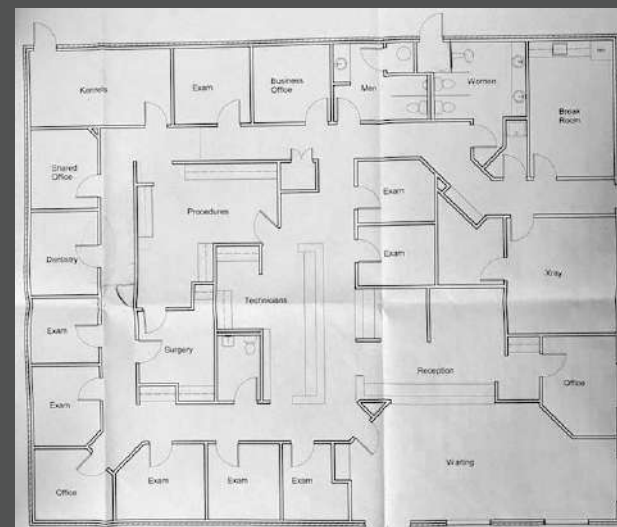 Kennels
Exam
Business
Office
Men
Women
Break
Room
Shared
Office
Procedures
Exam
Dentistry
Exam
Xray
Technicians
Exam
Surgery
Reception
Office
Exam
Waiting
Office
Exam
Exam
Exam